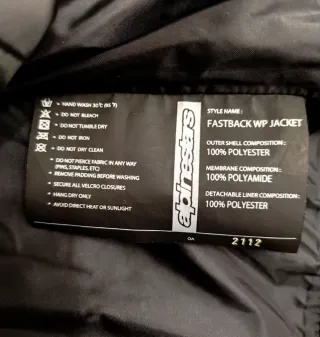 HAND WASH 30°C (85 °F)
DO NOT BLEACH
DO NOT TUMBLE DRY
DO NOT IRON
DO NOT DRY CLEAN
DO NOT PIERCE FABRIC IN ANY WAY
(PINS, STAPLES, ETC)
REMOVE PADDING BEFORE WASHING
SECURE ALL VELCRO CLOSURES
HANG DRY ONLY
AVOID DIRECT HEAT OR SUNLIGHT
alpinestars
STYLE NAME :
FASTBACK WP JACKET
OUTER SHELL COMPOSITION :
100% POLYESTER
MEMBRANE COMPOSITION :
100% POLYAMIDE
DETACHABLE LINER COMPOSITION :
100% POLYESTER
OA
2112